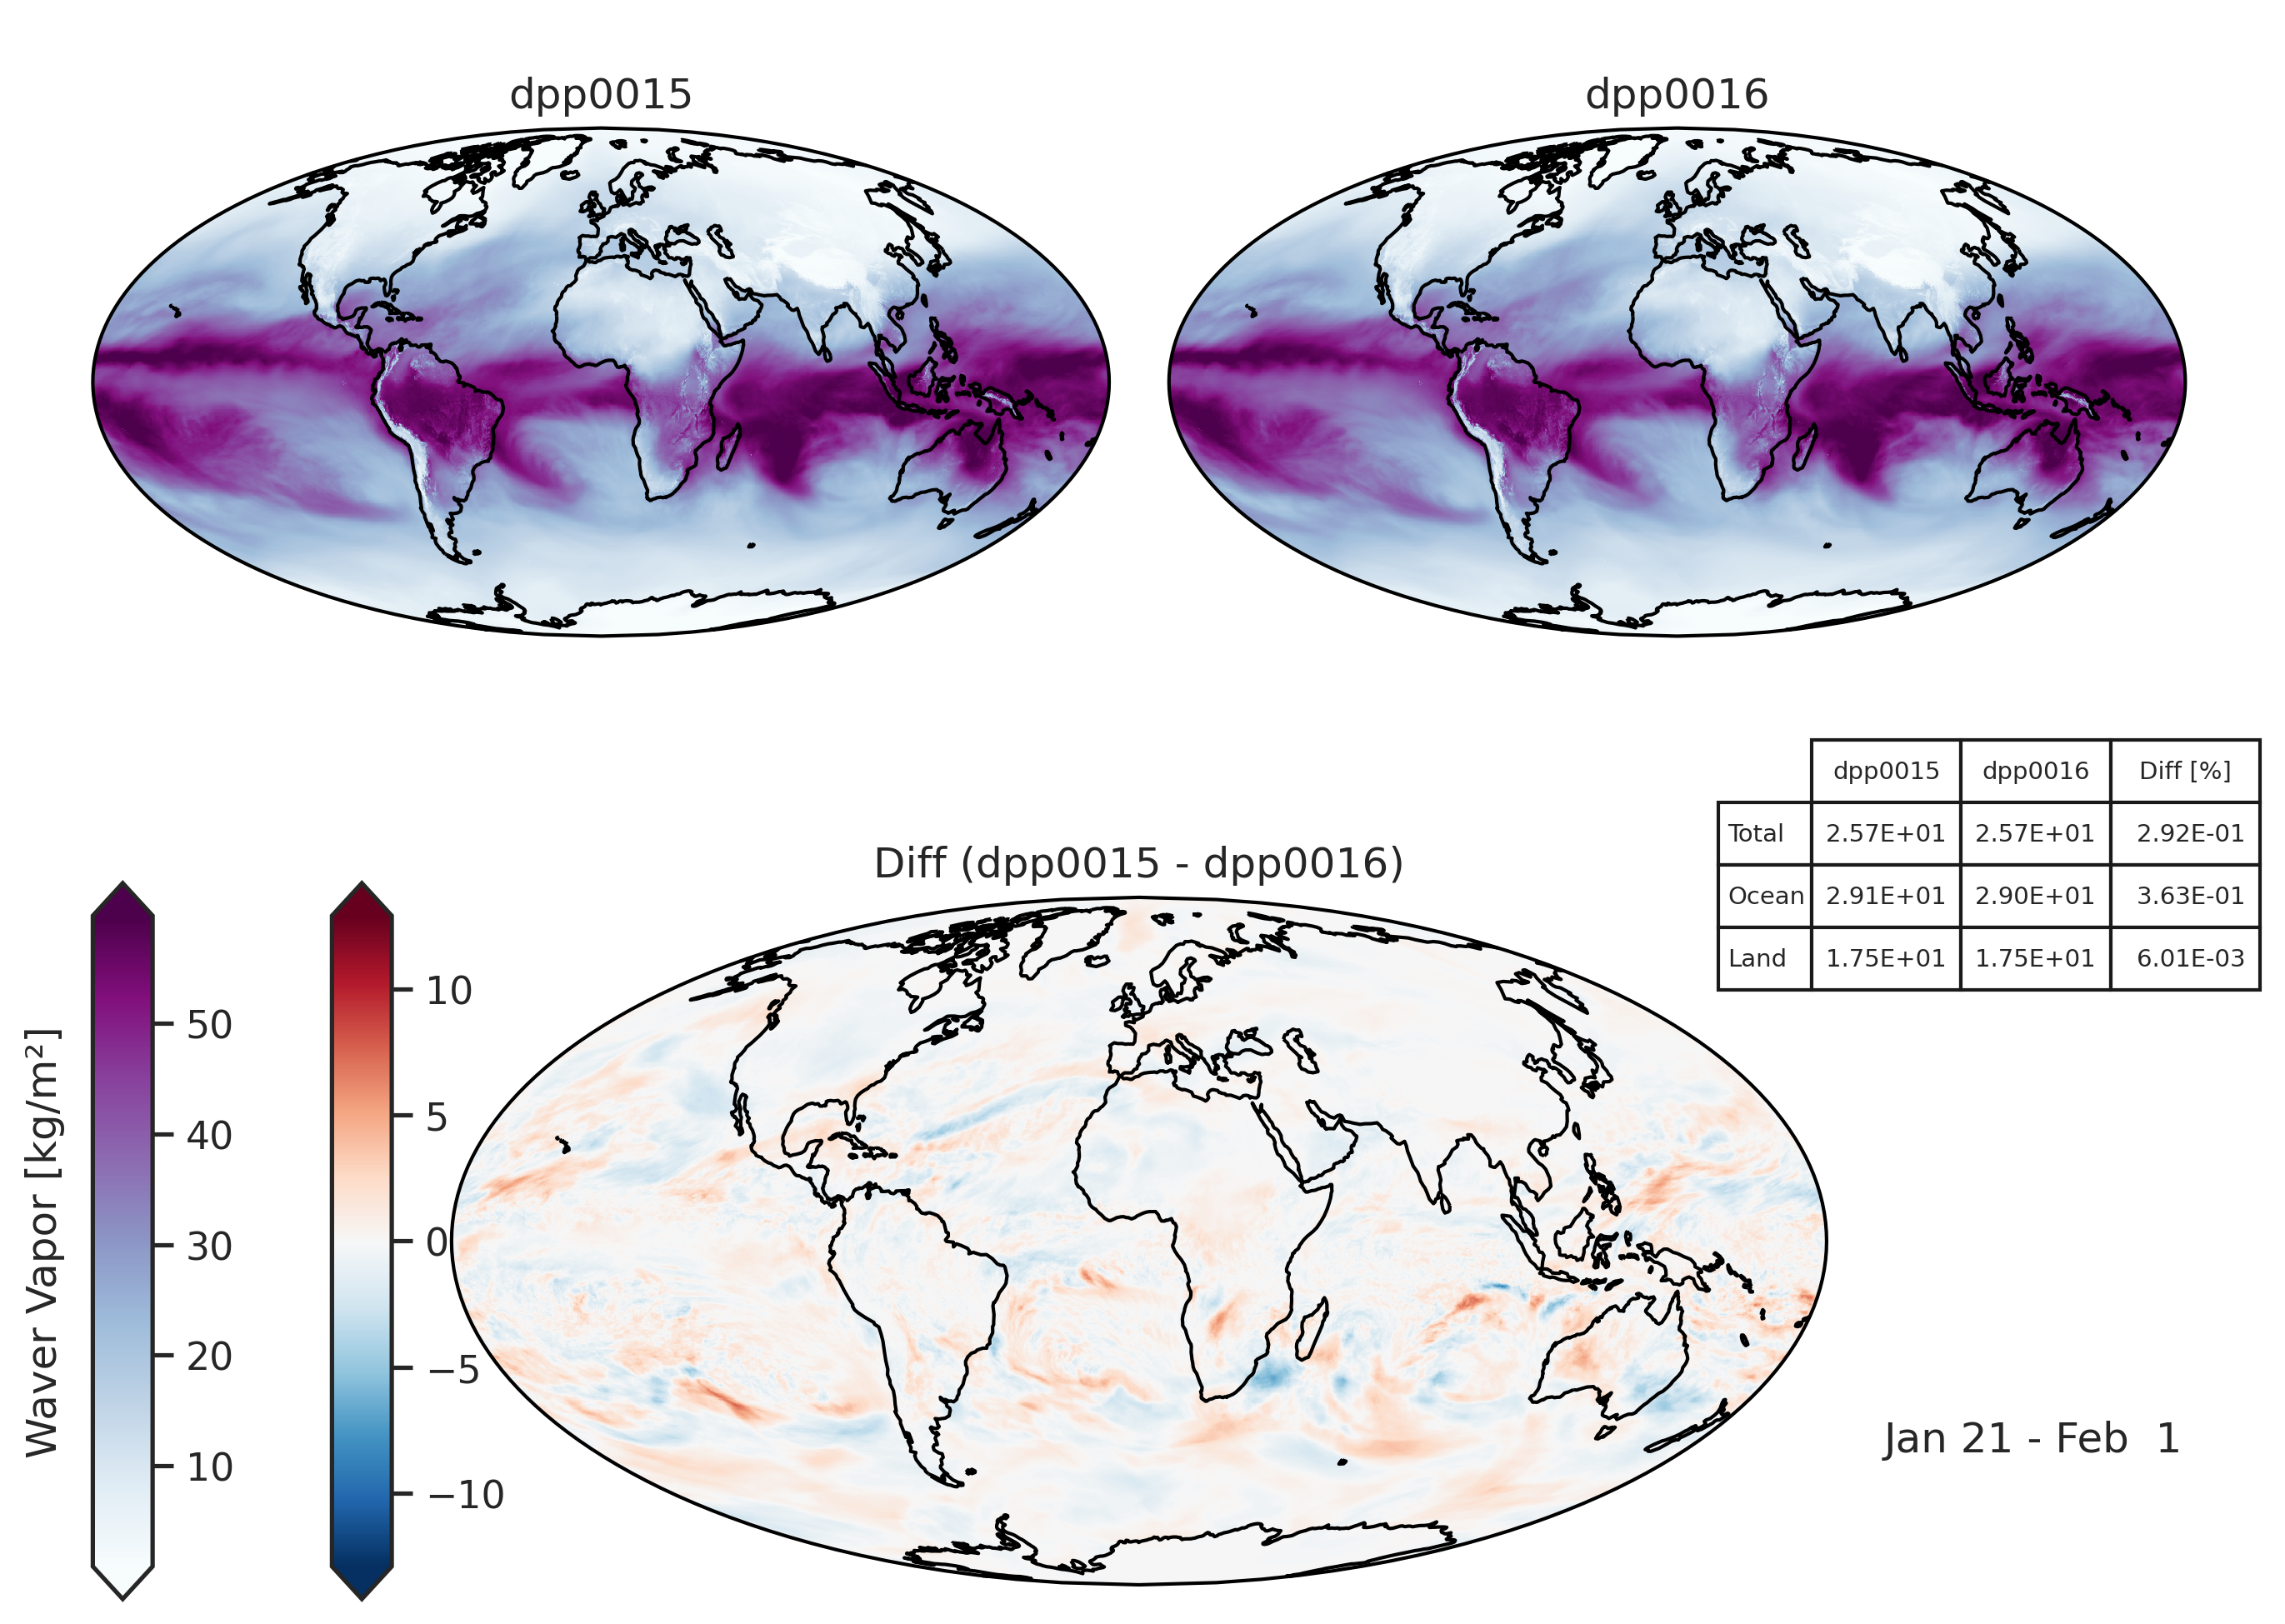 dpp0015
dpp0016
dpp0015 dpp0016 Diff [%]
Total 2.57E+01 2.57E+01 2.92E-01
Ocean 2.91E+01 2.90E+01 3.63E-01
Land 1.75E+01 1.75E+01 6.01E-03
Diff (dpp0015 - dpp0016)
Waver Vapor [kg/m²]
50
40
30
20
10
10
5
0
−5
−10
Jan 21 - Feb  1